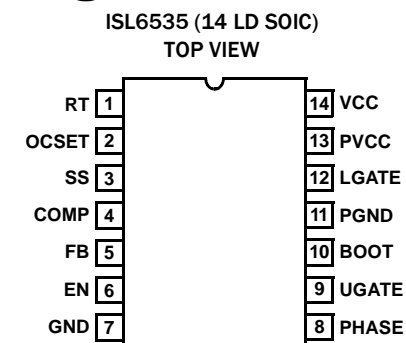 ISL6535 (14 LD SOIC)
TOP VIEW
RT 1
14 VCC
OCSET 2
13 PVCC
SS 3
12 LGATE
COMP 4
11 PGND
FB 5
10 BOOT
EN 6
9 UGATE
GND 7
8 PHASE